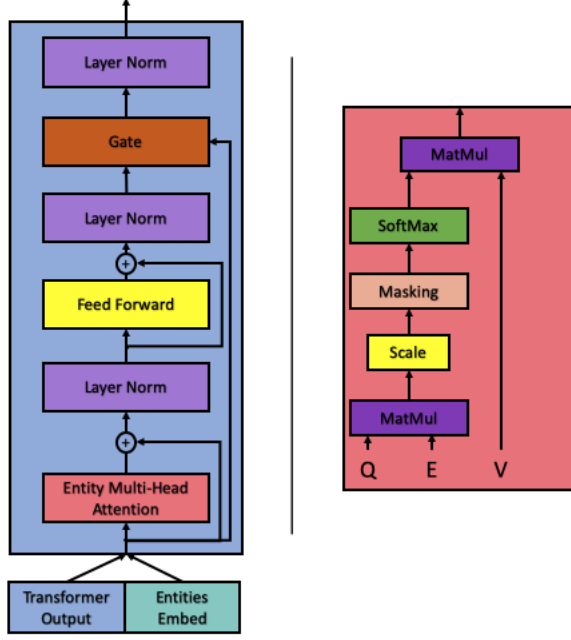 Layer Norm
Gate
Layer Norm
+
Feed Forward
Layer Norm
+
Entity Multi-Head
Attention
Transformer
Output
Entities
Embed
MatMul
SoftMax
Masking
Scale
MatMul
Q
E
V